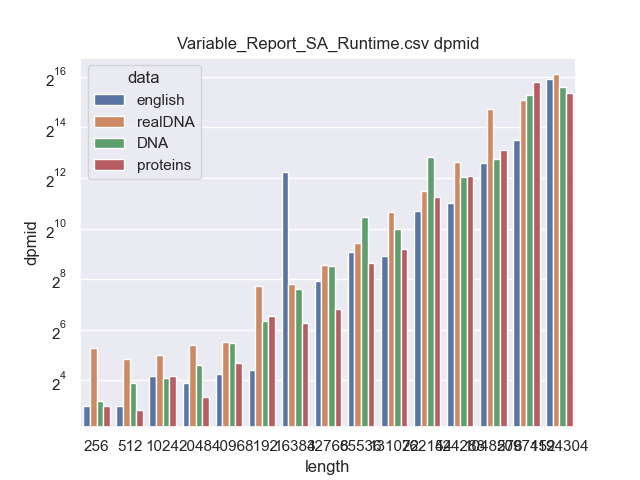 Variable_Report_SA_Runtime.csv dpmid
data
english
realDNA
DNA
proteins
2^16
2^14
2^12
2^10
2^8
2^6
2^4
dpmid
256 512 1024 2048 4096 8192 16384 32768 65536 131072 262144 524288 1048576 2097152 4194304
length